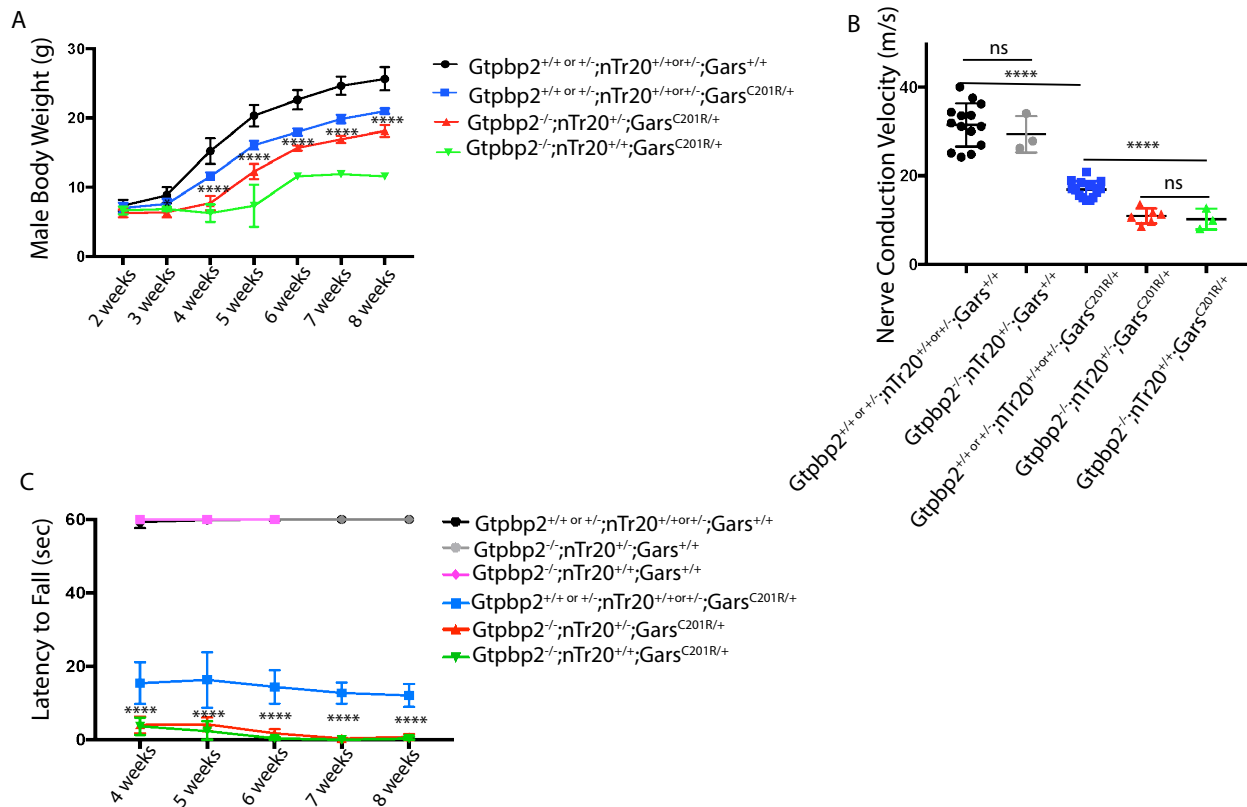 A
Male Body Weight (g)
30
20
10
0
2 weeks
3 weeks
4 weeks
5 weeks
6 weeks
7 weeks
8 weeks
****
****
****
****
****
Gtpbp2+/+ or +/-;nTr20+/+or+/-;Gars+/+
Gtpbp2+/+ or +/-;nTr20+/+or+/-;GarsC201R/+
Gtpbp2-/-;nTr20+/-;GarsC201R/+
Gtpbp2-/-;nTr20+/+;GarsC201R/+
B
Nerve Conduction Velocity (m/s)
40
20
0
ns
****
****
ns
Gtpbp2+/+ or +/-;nTr20+/+or+/-;Gars+/+
Gtpbp2-/-;nTr20+/-;Gars+/+
Gtpbp2+/+ or +/-;nTr20+/+or+/-;GarsC201R/+
Gtpbp2-/-;nTr20+/-;GarsC201R/+
Gtpbp2-/-;nTr20+/+;GarsC201R/+
C
Latency to Fall (sec)
60
40
20
0
4 weeks
5 weeks
6 weeks
7 weeks
8 weeks
****
****
****
****
****
Gtpbp2+/+ or +/-;nTr20+/+or+/-;Gars+/+
Gtpbp2-/-;nTr20+/-;Gars+/+
Gtpbp2-/-;nTr20+/+;Gars+/+
Gtpbp2+/+ or +/-;nTr20+/+or+/-;GarsC201R/+
Gtpbp2-/-;nTr20+/-;GarsC201R/+
Gtpbp2-/-;nTr20+/+;GarsC201R/+